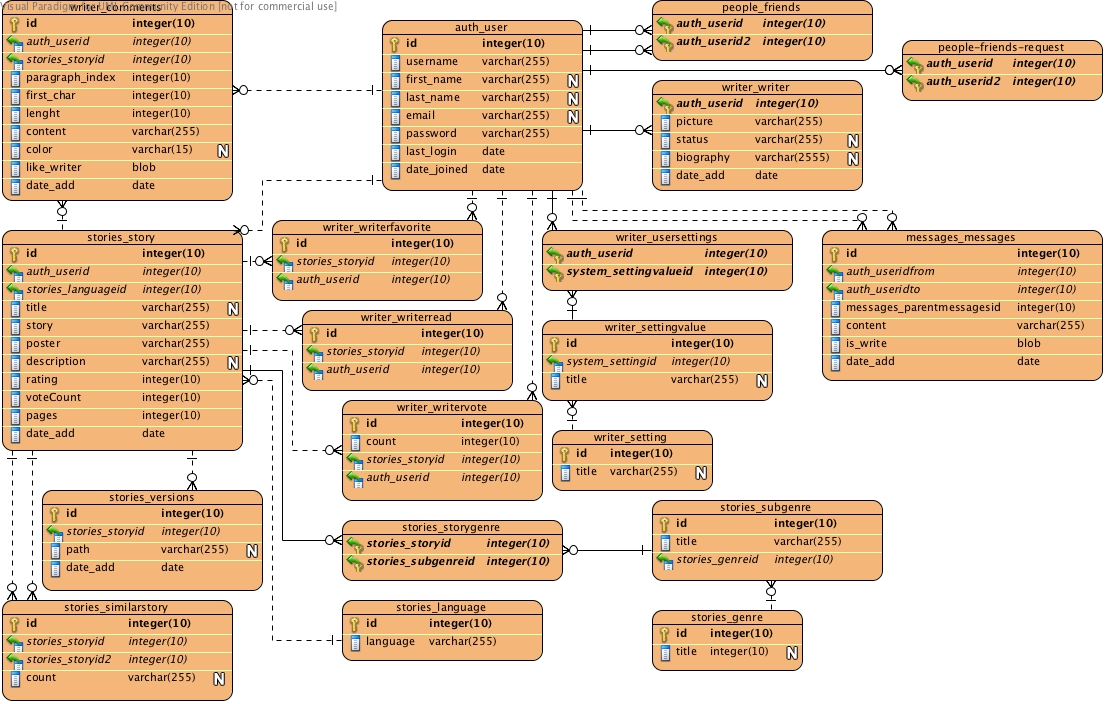 Visual Paradigm for UML Community Edition [not for commercial use]
writer_comments
id integer(10)
auth_userid integer(10)
stories_storyid integer(10)
paragraph_index integer(10)
first_char integer(10)
lenght integer(10)
content varchar(255)
color varchar(15) N
like_writer blob
date_add date
auth_user
id integer(10)
username varchar(255)
first_name varchar(255) N
last_name varchar(255) N
email varchar(255) N
password varchar(255)
last_login date
date_joined date
people_friends
auth_userid integer(10)
auth_userid2 integer(10)
people-friends-request
auth_userid integer(10)
auth_userid2 integer(10)
writer_writer
auth_userid integer(10)
picture varchar(255)
status varchar(255) N
biography varchar(2555) N
date_add date
stories_story
id integer(10)
auth_userid integer(10)
stories_languageid integer(10)
title varchar(255) N
story varchar(255)
poster varchar(255)
description varchar(255) N
rating integer(10)
voteCount integer(10)
pages integer(10)
date_add date
writer_writerfavorite
id integer(10)
stories_storyid integer(10)
auth_userid integer(10)
writer_usersettings
auth_userid integer(10)
system_settingvalueid integer(10)
messages_messages
id integer(10)
auth_useridfrom integer(10)
auth_useridto integer(10)
messages_parentmessagesid integer(10)
content varchar(255)
is_write blob
date_add date
writer_writerread
id integer(10)
stories_storyid integer(10)
auth_userid integer(10)
writer_settingvalue
id integer(10)
system_settingid integer(10)
title varchar(255) N
writer_writervote
id integer(10)
count integer(10)
stories_storyid integer(10)
auth_userid integer(10)
writer_setting
id integer(10)
title varchar(255) N
stories_versions
id integer(10)
stories_storyid integer(10)
path varchar(255) N
date_add date
stories_storygenre
stories_storyid integer(10)
stories_subgenreid integer(10)
stories_subgenre
id integer(10)
title varchar(255)
stories_genreid integer(10)
stories_similarstory
id integer(10)
stories_storyid integer(10)
stories_storyid2 integer(10)
count varchar(255) N
stories_language
id integer(10)
language varchar(255)
stories_genre
id integer(10)
title integer(10) N